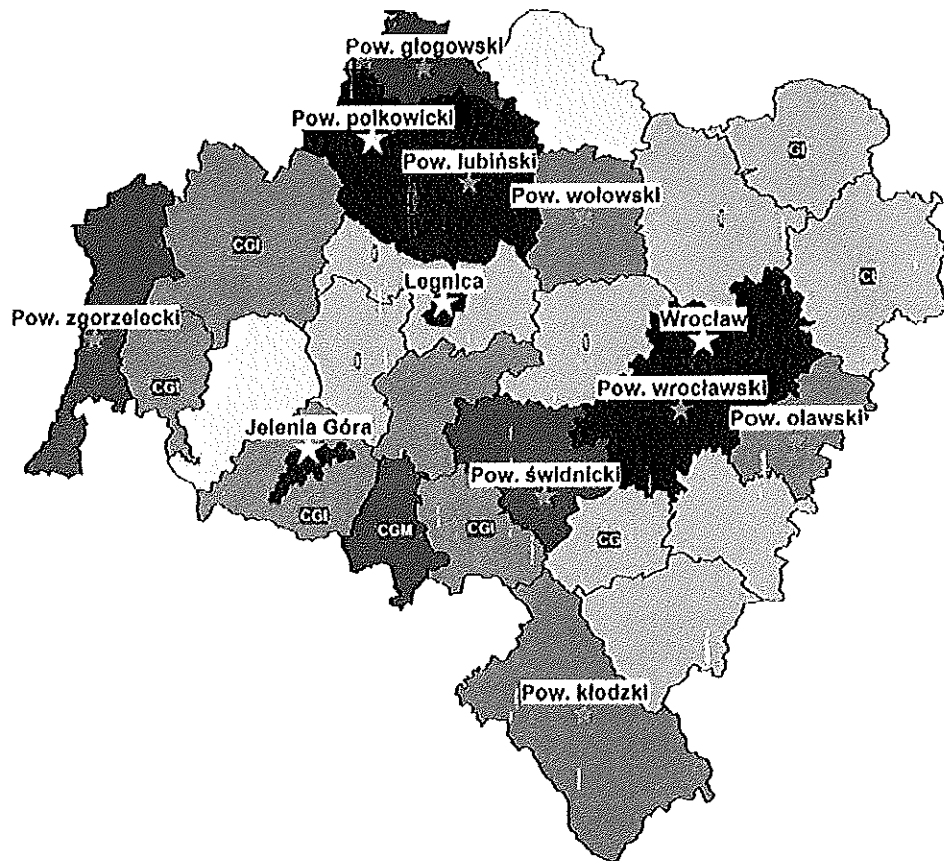 Pow. głogowski
Pow. polkowicki
CI
Pow. lubiński
Pow. wołowski
CGI
CI
Legnica
Pow. zgorzelecki
Wrocław
CGI
Pow. wrocławski
Pow. oławski
Jelenia Góra
Pow. świdnicki
CGI
CGM
CGI
CG
Pow. kłodzki